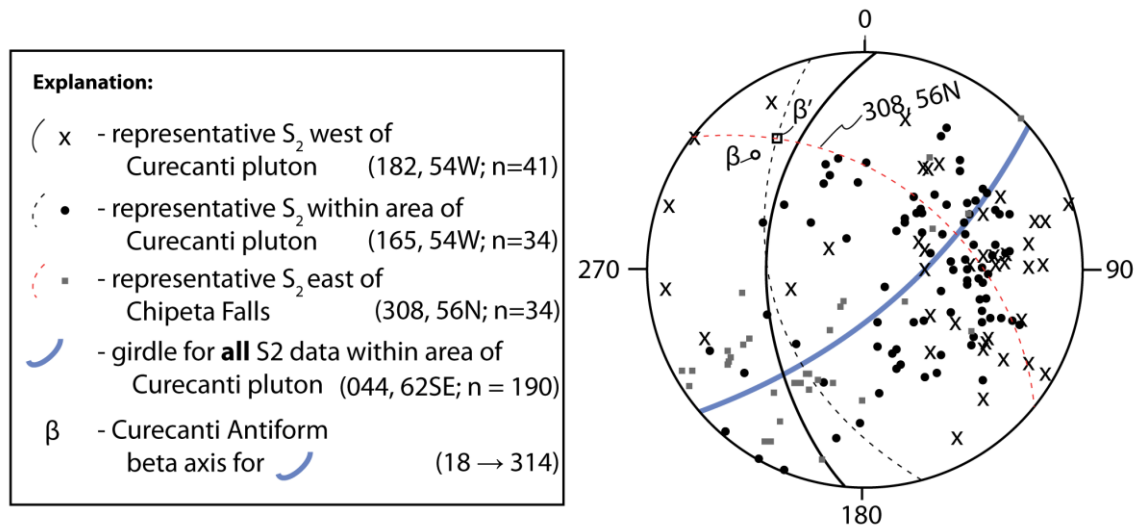 Explanation:
x - representative S₂ west of
Curecanti pluton (182, 54W; n=41)
- representative S₂ within area of
Curecanti pluton (165, 54W; n=34)
- representative S₂ east of
Chipeta Falls (308, 56N; n=34)
- girdle for all S2 data within area of
Curecanti pluton (044, 62SE; n = 190)
β - Curecanti Antiform
beta axis for (18 → 314)
0
β'
308, 56N
β
270
90
180